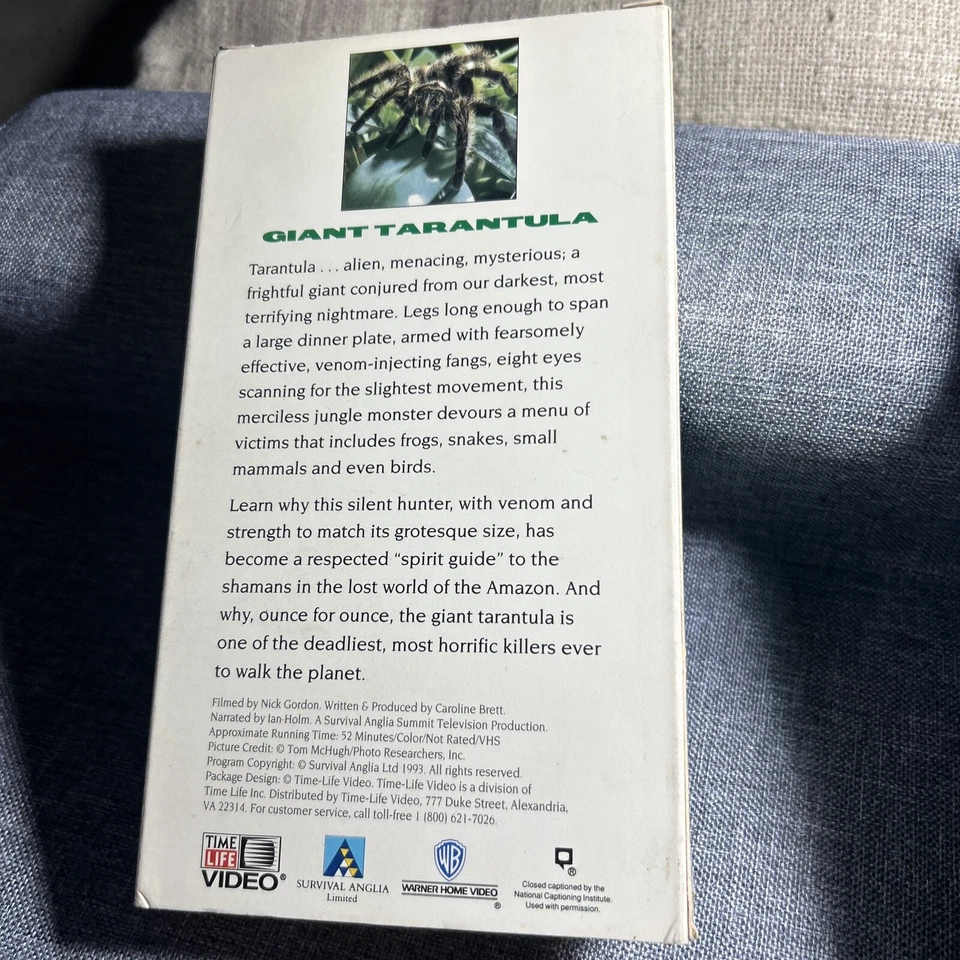 GIANT TARANTULA
Tarantula . . . alien, menacing, mysterious; a
frightful giant conjured from our darkest, most
terrifying nightmare. Legs long enough to span
a large dinner plate, armed with fearsomely
effective, venom-injecting fangs, eight eyes
scanning for the slightest movement, this
merciless jungle monster devours a menu of
victims that includes frogs, snakes, small
mammals and even birds.
Learn why this silent hunter, with venom and
strength to match its grotesque size, has
become a respected “spirit guide” to the
shamans in the lost world of the Amazon. And
why, ounce for ounce, the giant tarantula is
one of the deadliest, most horrific killers ever
to walk the planet.
Filmed by Nick Gordon. Written & Produced by Caroline Brett.
Narrated by Ian Holm. A Survival Anglia Summit Television Production.
Approximate Running Time: 52 Minutes/Color/Not Rated/VHS
Picture Credit: © Tom McHugh/Photo Researchers, Inc.
Program Copyright: © Survival Anglia Ltd 1993. All rights reserved.
Package Design: © Time-Life Video. Time-Life Video is a division of
Time Life Inc. Distributed by Time-Life Video, 777 Duke Street, Alexandria,
VA 22314. For customer service, call toll-free 1 (800) 621-7026.
TIME
LIFE
VIDEO®
SURVIVAL ANGLIA
Limited
WB
WARNER HOME VIDEO
®
®
Closed captioned by the
National Captioning Institute.
Used with permission.